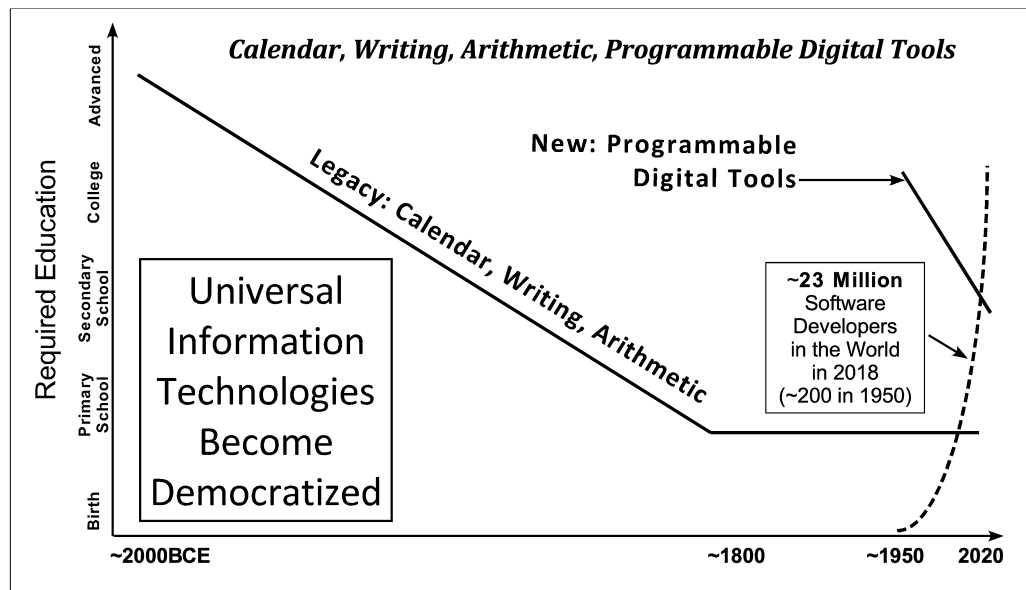 Calendar, Writing, Arithmetic, Programmable Digital Tools
Required Education
Advanced
College
Secondary
School
Primary
School
Birth
Legacy: Calendar, Writing, Arithmetic
New: Programmable
Digital Tools
Universal
Information
Technologies
Become
Democratized
~23 Million
Software
Developers
in the World
in 2018
(~200 in 1950)
~2000BCE
~1800
~1950
2020